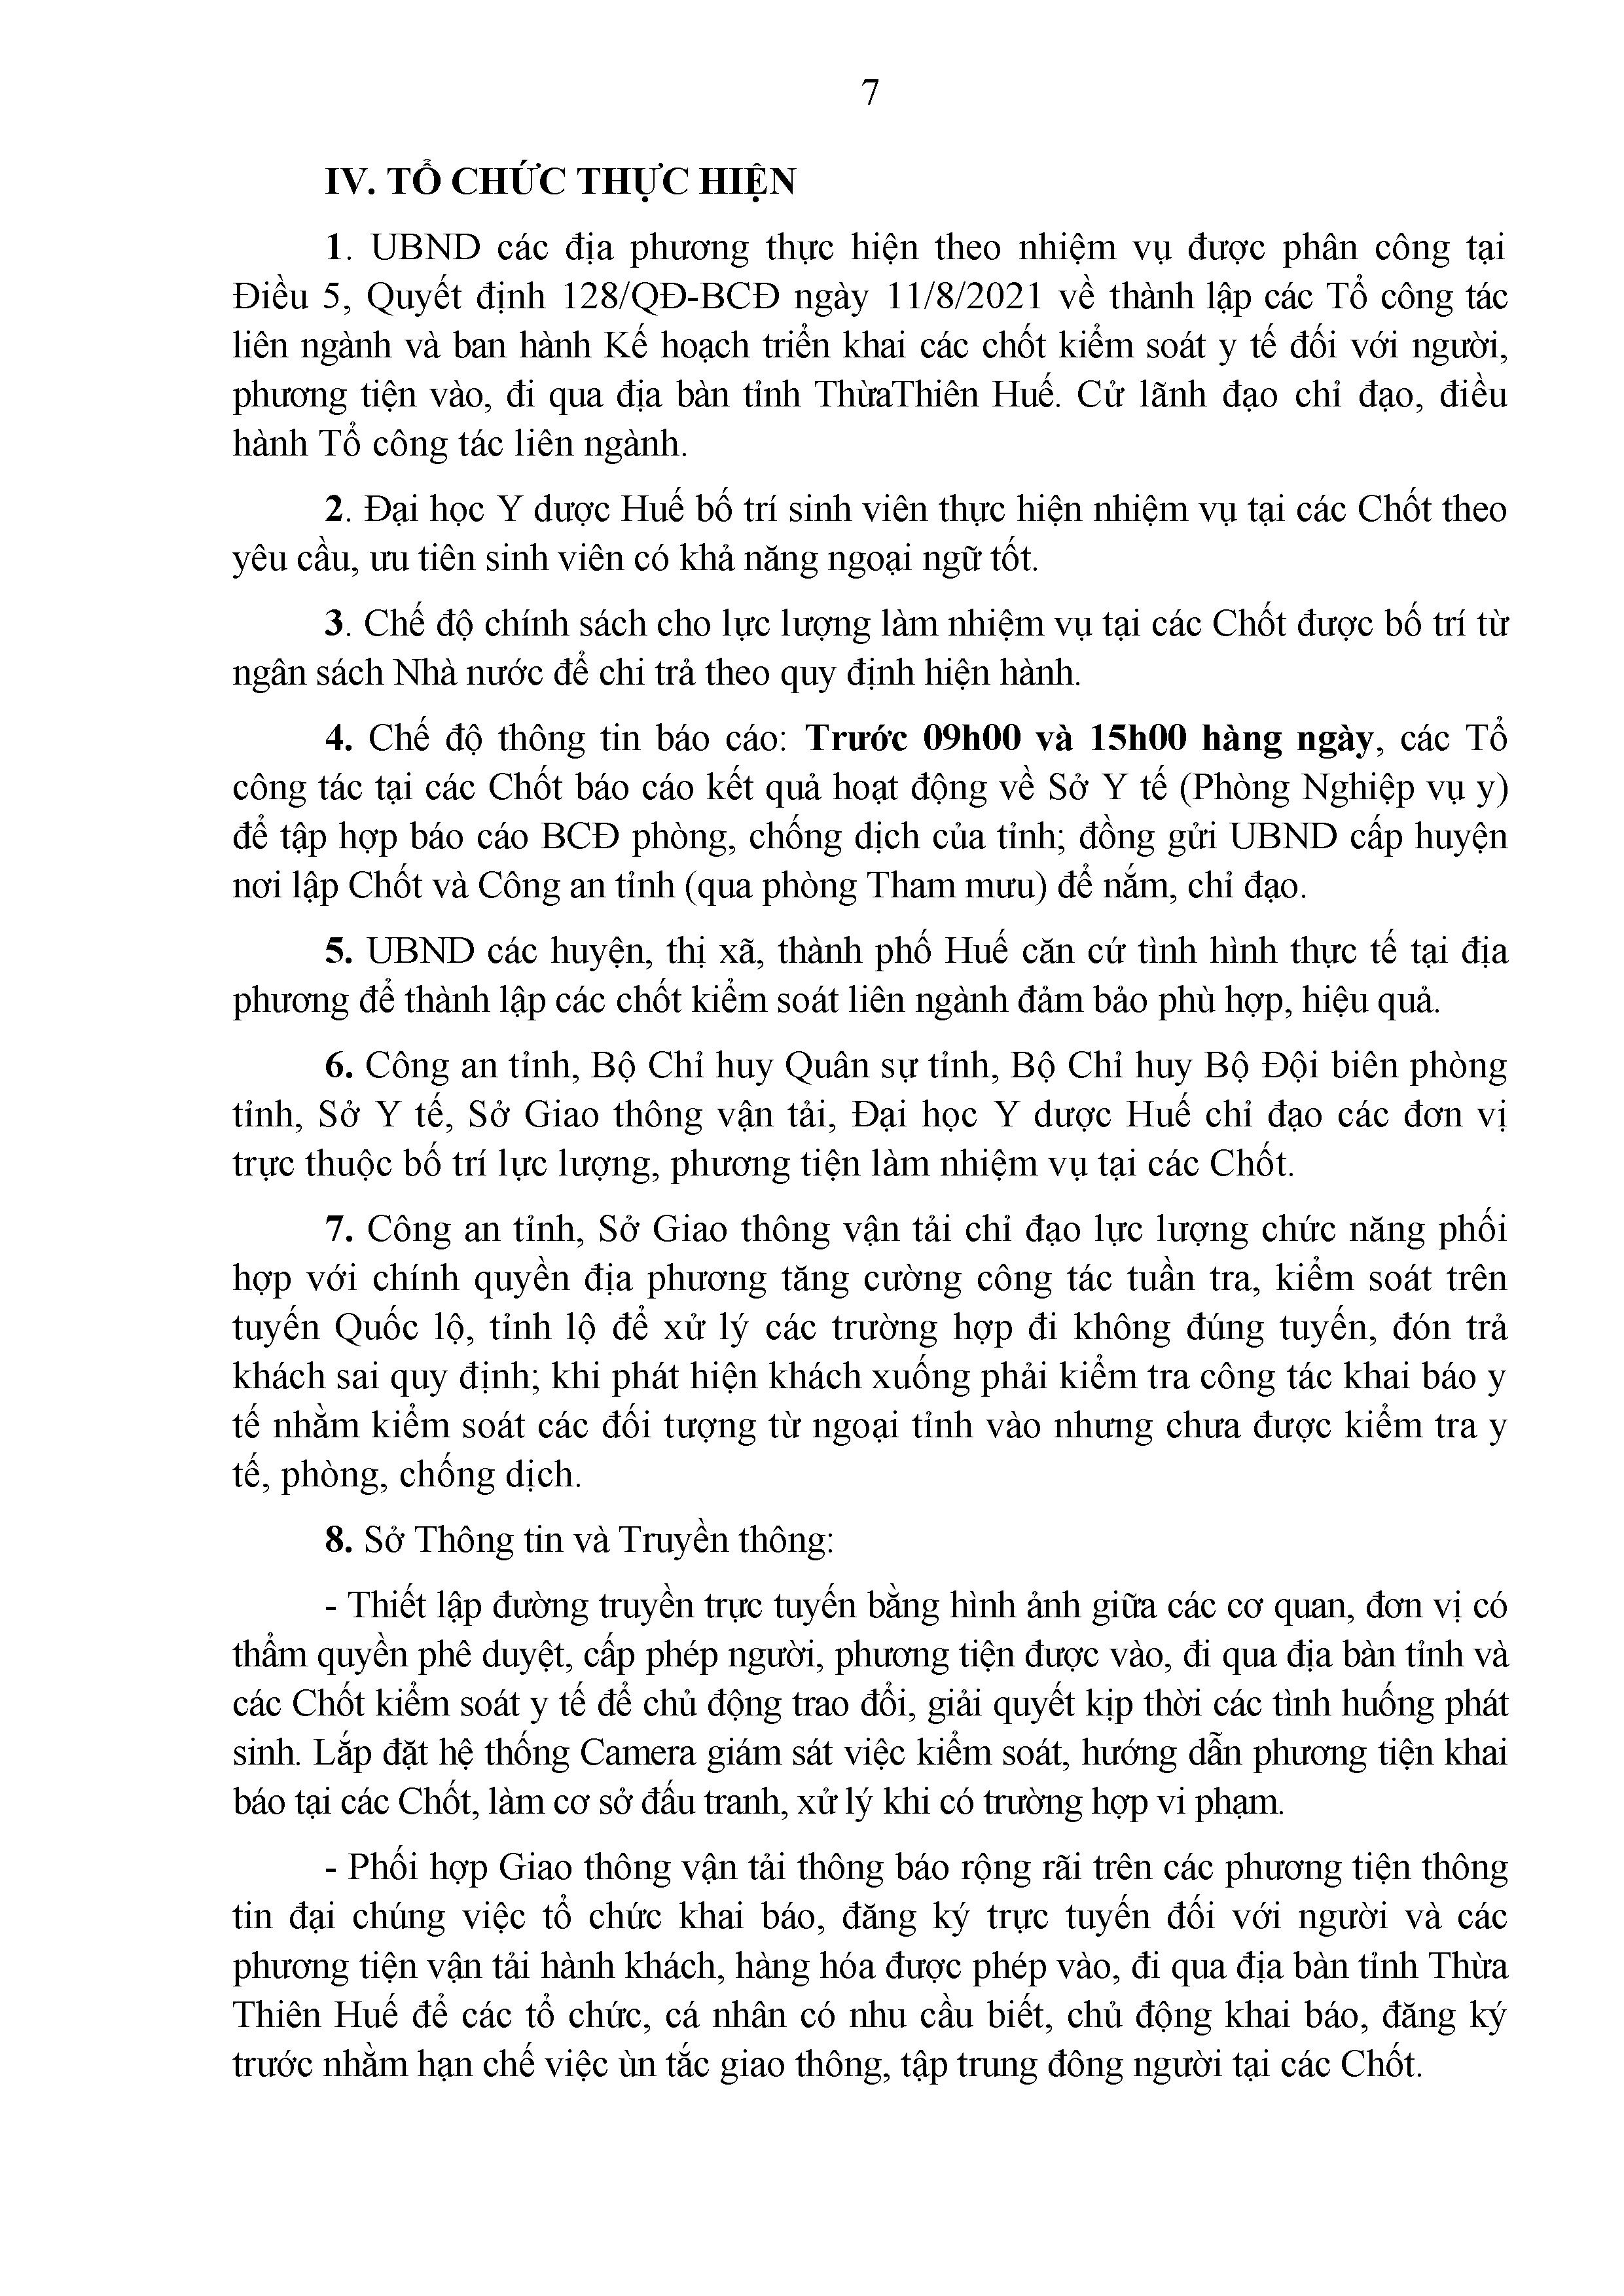 7
IV. TỔ CHỨC THỰC HIỆN
1. UBND các địa phương thực hiện theo nhiệm vụ được phân công tại
Điều 5, Quyết định 128/QĐ-BCĐ ngày 11/8/2021 về thành lập các Tổ công tác
liên ngành và ban hành Kế hoạch triển khai các chốt kiểm soát y tế đối với người,
phương tiện vào, đi qua địa bàn tỉnh ThừaThiên Huế. Cử lãnh đạo chỉ đạo, điều
hành Tổ công tác liên ngành.
2. Đại học Y dược Huế bố trí sinh viên thực hiện nhiệm vụ tại các Chốt theo
yêu cầu, ưu tiên sinh viên có khả năng ngoại ngữ tốt.
3. Chế độ chính sách cho lực lượng làm nhiệm vụ tại các Chốt được bố trí từ
ngân sách Nhà nước để chi trả theo quy định hiện hành.
4. Chế độ thông tin báo cáo: Trước 09h00 và 15h00 hàng ngày, các Tổ
công tác tại các Chốt báo cáo kết quả hoạt động về Sở Y tế (Phòng Nghiệp vụ y)
để tập hợp báo cáo BCĐ phòng, chống dịch của tỉnh; đồng gửi UBND cấp huyện
nơi lập Chốt và Công an tỉnh (qua phòng Tham mưu) để nắm, chỉ đạo.
5. UBND các huyện, thị xã, thành phố Huế căn cứ tình hình thực tế tại địa
phương để thành lập các chốt kiểm soát liên ngành đảm bảo phù hợp, hiệu quả.
6. Công an tỉnh, Bộ Chỉ huy Quân sự tỉnh, Bộ Chỉ huy Bộ Đội biên phòng
tỉnh, Sở Y tế, Sở Giao thông vận tải, Đại học Y dược Huế chỉ đạo các đơn vị
trực thuộc bố trí lực lượng, phương tiện làm nhiệm vụ tại các Chốt.
7. Công an tỉnh, Sở Giao thông vận tải chỉ đạo lực lượng chức năng phối
hợp với chính quyền địa phương tăng cường công tác tuần tra, kiểm soát trên
tuyến Quốc lộ, tỉnh lộ để xử lý các trường hợp đi không đúng tuyến, đón trả
khách sai quy định; khi phát hiện khách xuống phải kiểm tra công tác khai báo y
tế nhằm kiểm soát các đối tượng từ ngoại tỉnh vào nhưng chưa được kiểm tra y
tế, phòng, chống dịch.
8. Sở Thông tin và Truyền thông:
- Thiết lập đường truyền trực tuyến bằng hình ảnh giữa các cơ quan, đơn vị có
thẩm quyền phê duyệt, cấp phép người, phương tiện được vào, đi qua địa bàn tỉnh và
các Chốt kiểm soát y tế để chủ động trao đổi, giải quyết kịp thời các tình huống phát
sinh. Lắp đặt hệ thống Camera giám sát việc kiểm soát, hướng dẫn phương tiện khai
báo tại các Chốt, làm cơ sở đấu tranh, xử lý khi có trường hợp vi phạm.
- Phối hợp Giao thông vận tải thông báo rộng rãi trên các phương tiện thông
tin đại chúng việc tổ chức khai báo, đăng ký trực tuyến đối với người và các
phương tiện vận tải hành khách, hàng hóa được phép vào, đi qua địa bàn tỉnh Thừa
Thiên Huế để các tổ chức, cá nhân có nhu cầu biết, chủ động khai báo, đăng ký
trước nhằm hạn chế việc ùn tắc giao thông, tập trung đông người tại các Chốt.